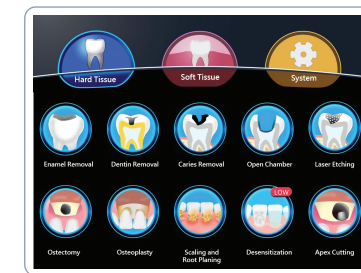 Hard Tissue
Soft Tissue
System
Enamel Removal
Dentin Removal
Caries Removal
Open Chamber
Laser Etching
LOW
Ostectomy
Osteoplasty
Scaling and
Root Planing
Desensitization
Apex Cutting